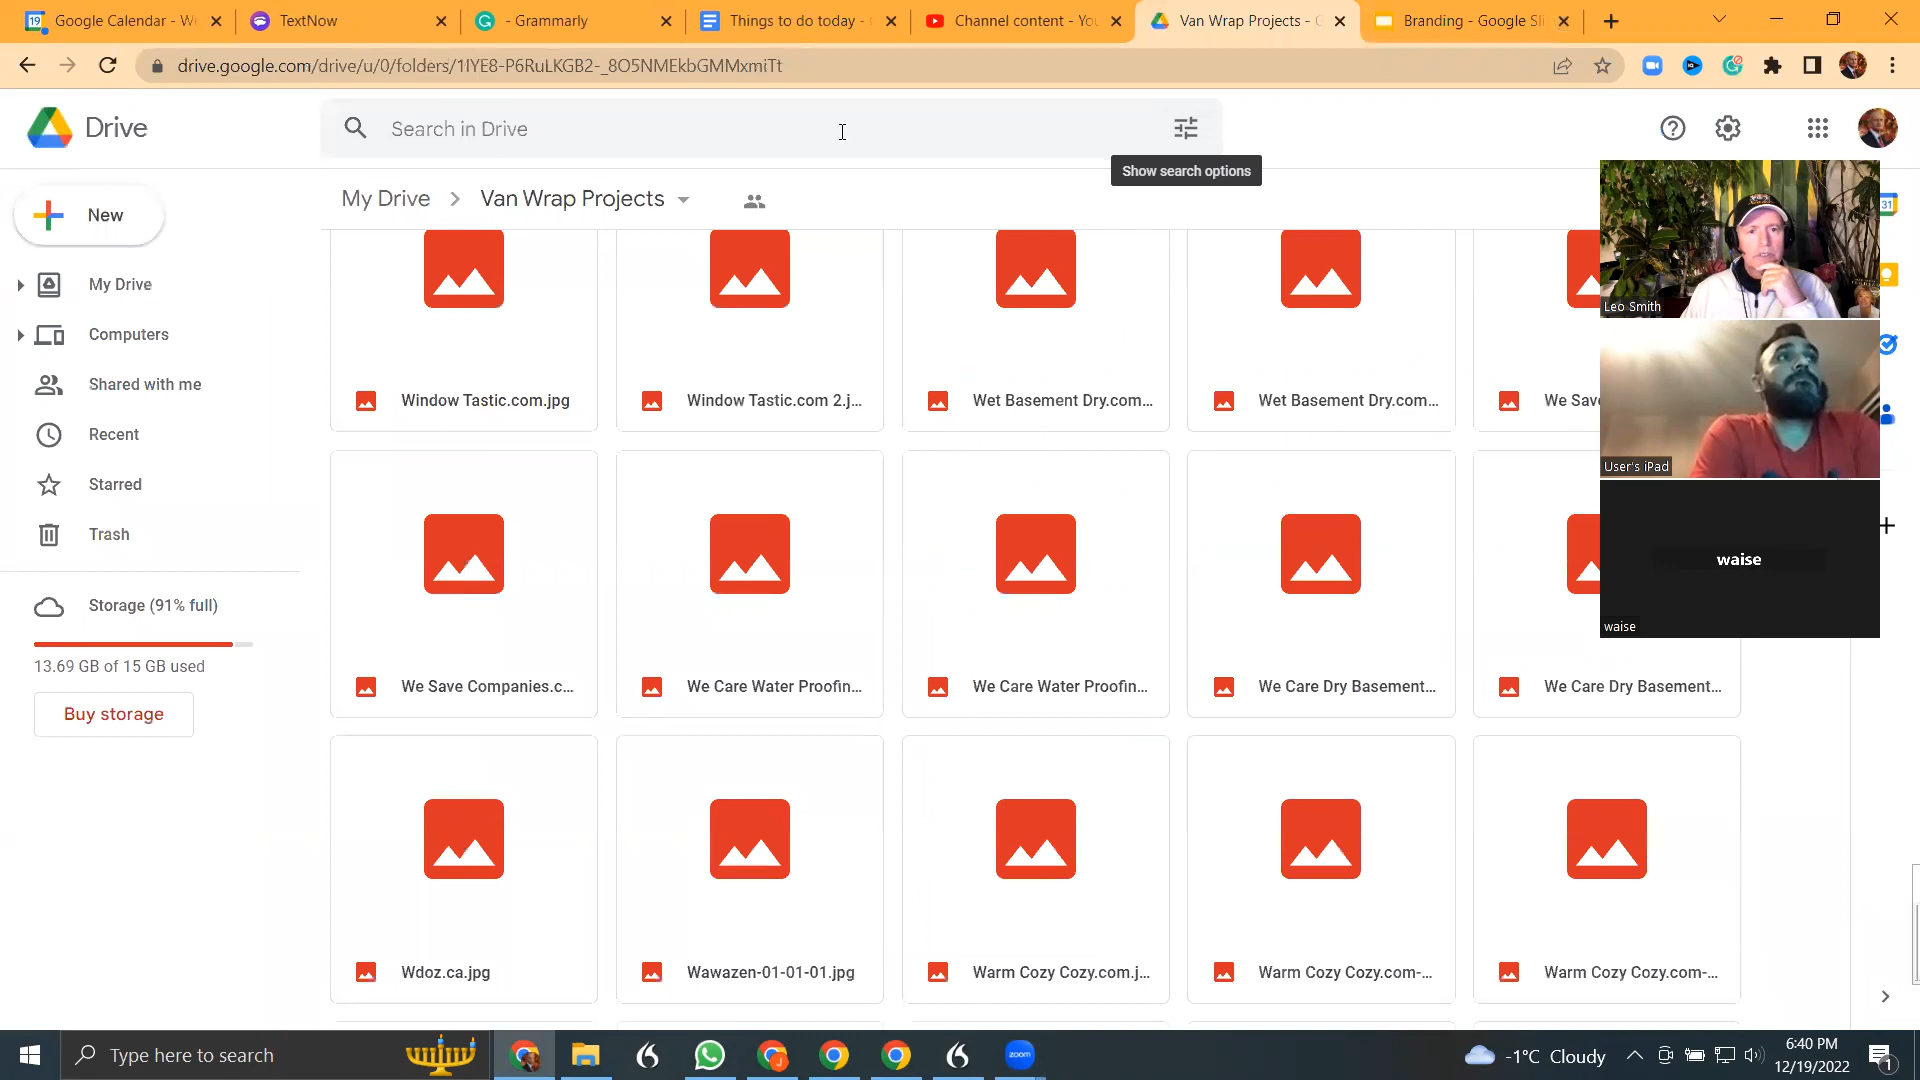 Google Calendar - W
TextNow
- Grammarly
Things to do today -
Channel content - You
Van Wrap Projects -
Branding - Google Sli
drive.google.com/drive/u/0/folders/1IYE8-P6RuLKGB2-_8O5NMEkbGMMxmiTt
Drive
Search in Drive
Show search options
New
My Drive > Van Wrap Projects
My Drive
Computers
Shared with me
Recent
Starred
Trash
Storage (91% full)
13.69 GB of 15 GB used
Buy storage
Window Tastic.com.jpg
Window Tastic.com 2.j...
Wet Basement Dry.com...
Wet Basement Dry.com...
We Sav
We Save Companies.c...
We Care Water Proofin...
We Care Water Proofin...
We Care Dry Basement...
We Care Dry Basement...
Wdoz.ca.jpg
Wawazen-01-01-01.jpg
Warm Cozy Cozy.com.j...
Warm Cozy Cozy.com-...
Warm Cozy Cozy.com-...
Leo Smith
User's iPad
waise
waise
31
Type here to search
zoom
-1°C Cloudy
6:40 PM
12/19/2022
1